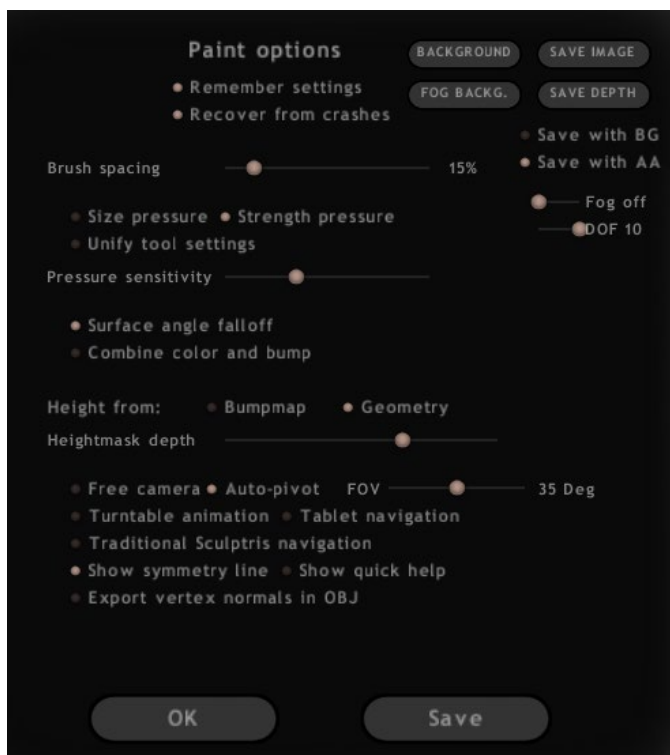 Paint options
BACKGROUND
SAVE IMAGE
Remember settings
FOG BACKG.
SAVE DEPTH
Recover from crashes
Save with BG
Brush spacing 15%
Save with AA
Fog off
Size pressure Strength pressure
DOF 10
Unify tool settings
Pressure sensitivity
Surface angle falloff
Combine color and bump
Height from: Bumpmap Geometry
Heightmask depth
Free camera Auto-pivot FOV 35 Deg
Turntable animation Tablet navigation
Traditional Sculptris navigation
Show symmetry line Show quick help
Export vertex normals in OBJ
OK Save